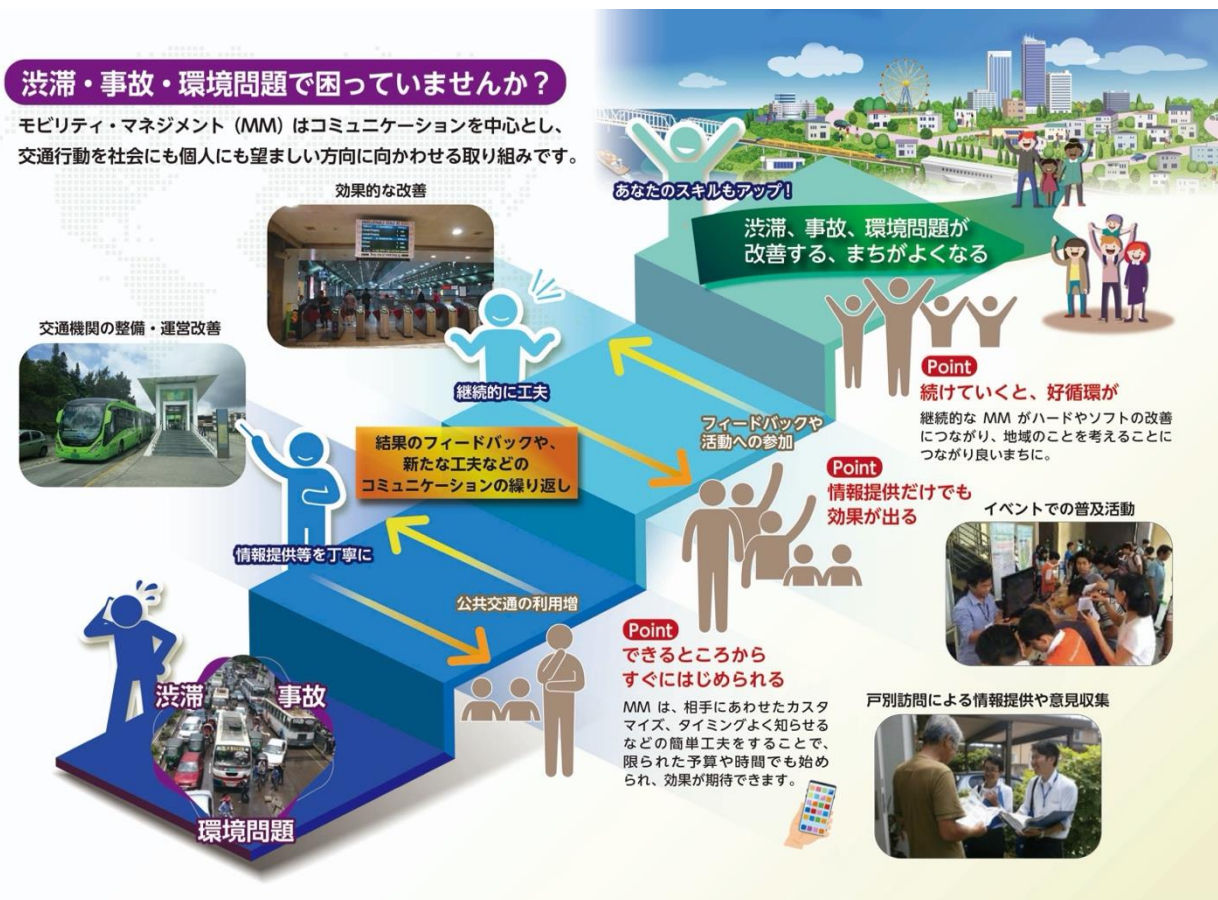 渋滞・事故・環境問題で困っていませんか？
モビリティ・マネジメント（MM）はコミュニケーションを中心とし、
交通行動を社会にも個人にも望ましい方向に向かわせる取り組みです。
効果的な改善
交通機関の整備・運営改善
あなたのスキルもアップ！
渋滞、事故、環境問題が
改善する、まちがよくなる
継続的に工夫
結果のフィードバックや、
新たな工夫などの
コミュニケーションの繰り返し
フィードバックや
活動への参加
Point
続けていくと、好循環が
継続的な MM がハードやソフトの改善
につながり、地域のことを考えることに
つながり良いまちに。
Point
情報提供だけでも
効果が出る
イベントでの普及活動
情報提供等を丁寧に
公共交通の利用増
Point
できるところから
すぐにはじめられる
MM は、相手にあわせたカスタ
マイズ、タイミングよく知らせる
などの簡単工夫をすることで、
限られた予算や時間でも始め
られ、効果が期待できます。
戸別訪問による情報提供や意見収集
渋滞
事故
環境問題